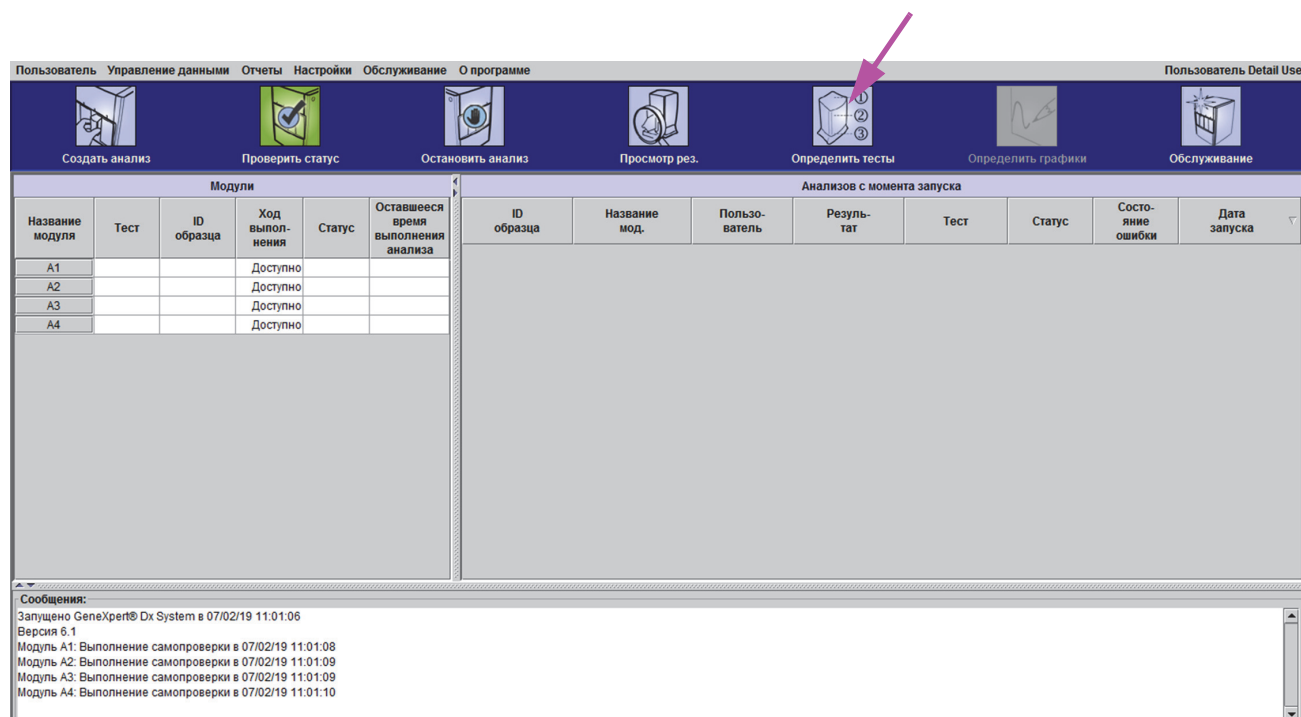 Пользователь Управление данными Отчеты Настройки Обслуживание О программе Пользователь Detail Use
① ② ③
Создать анализ Проверить статус Остановить анализ Просмотр рез. Определить тесты Определить графики Обслуживание
Модули
Название модуля
Тест
ID образца
Ход выпол-
нения
Статус
Оставшееся
время
выполнения
анализа
A1 Доступно
A2 Доступно
A3 Доступно
A4 Доступно
Анализов с момента запуска
ID
образца
Название
мод.
Пользо-
ватель
Резуль-
тат
Тест
Статус
Состо-
яние
ошибки
Дата
запуска
Сообщения:
Запущено GeneXpert® Dx System в 07/02/19 11:01:06
Версия 6.1
Модуль A1: Выполнение самопроверки в 07/02/19 11:01:08
Модуль A2: Выполнение самопроверки в 07/02/19 11:01:09
Модуль A3: Выполнение самопроверки в 07/02/19 11:01:09
Модуль A4: Выполнение самопроверки в 07/02/19 11:01:10